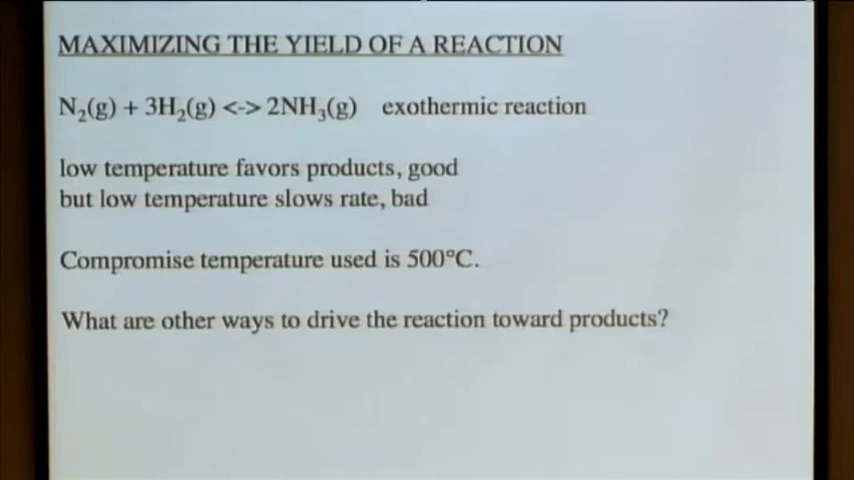 MAXIMIZING THE YIELD OF A REACTION
N₂(g) + 3H₂(g) <-> 2NH₃(g) exothermic reaction
low temperature favors products, good
but low temperature slows rate, bad
Compromise temperature used is 500°C.
What are other ways to drive the reaction toward products?